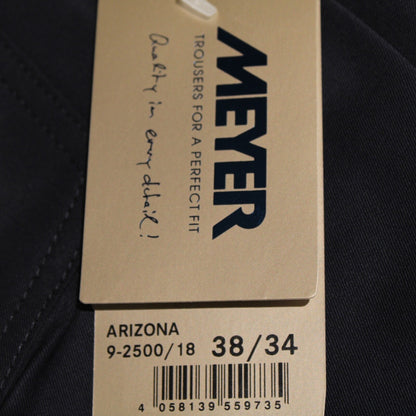 MEYER
TROUSERS FOR A PERFECT FIT
Quality in every detail!
ARIZONA
9-2500/18 38/34
4 058139 559735